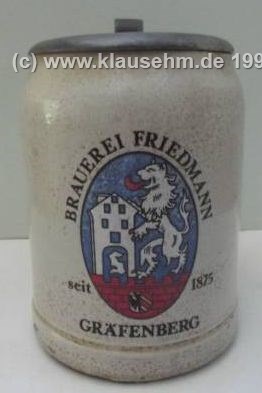 (c) www.klausehm.de 199
BRAUEREI FRIEDMANN
seit 1875
GRÄFENBERG